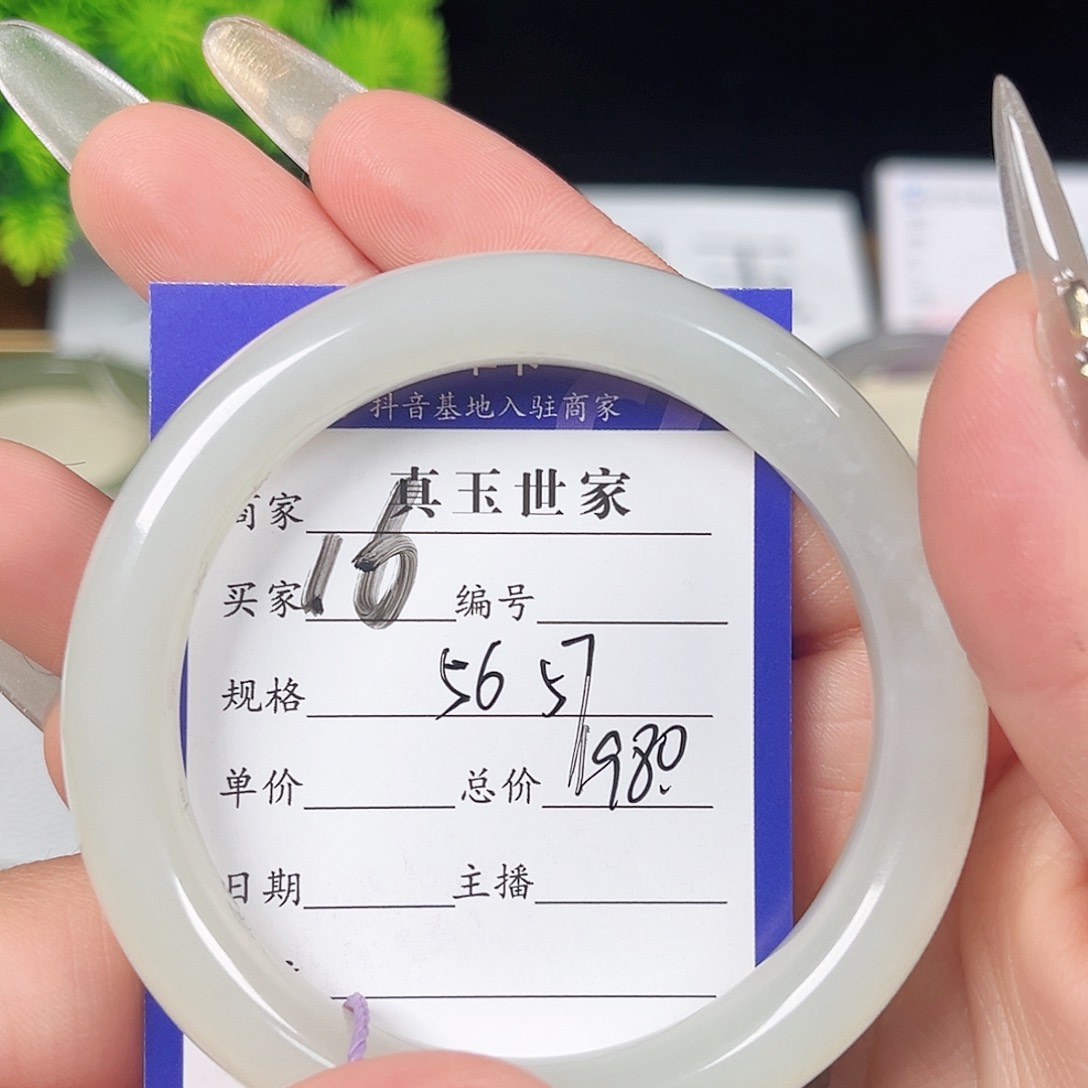 抖音基地入驻商家
商家 真玉世家
买家 16 编号
规格 56 57
单价 总价 1980.
日期 主播